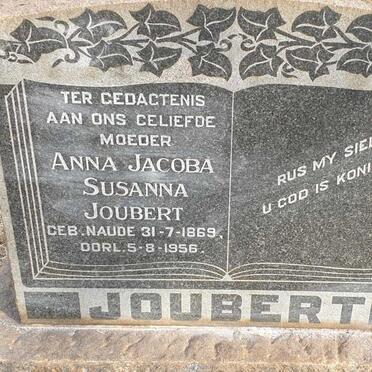 TER GEDACTENIS
AAN ONS GELIEFDE
MOEDER
ANNA JACOBA
SUSANNA
JOUBERT
GEB. NAUDE 31-7-1869,
OORL. 5-8-1956.
RUS MY SIEL
U GOD IS KONI
JOUBERT